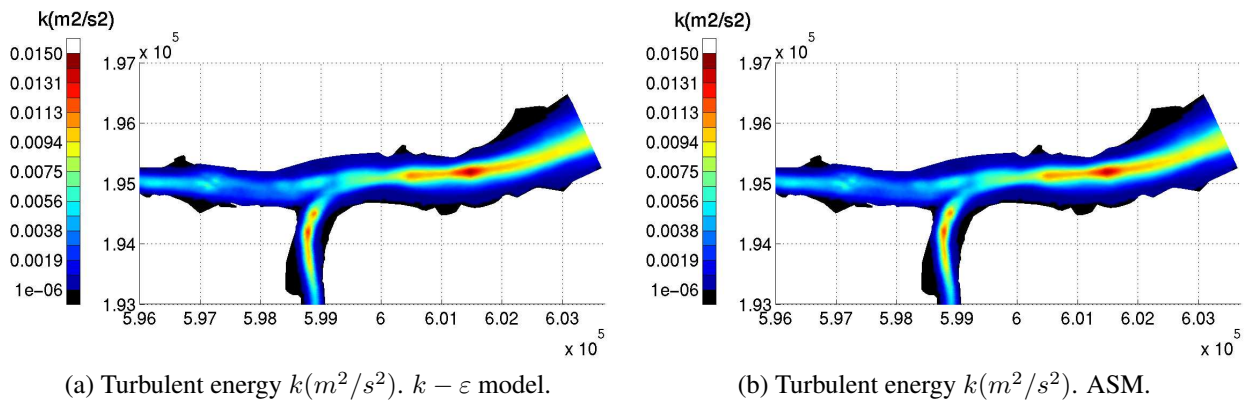 k(m2/s2)
0.0150
0.0131
0.0113
0.0094
0.0075
0.0056
0.0038
0.0019
1e-06
x 10^5
1.97
1.96
1.95
1.94
1.93
5.96 5.97 5.98 5.99 6 6.01 6.02 6.03
x 10^5
(a) Turbulent energy k(m²/s²). k − ε model.
k(m2/s2)
0.0150
0.0131
0.0113
0.0094
0.0075
0.0056
0.0038
0.0019
1e-06
x 10^5
1.97
1.96
1.95
1.94
1.93
5.96 5.97 5.98 5.99 6 6.01 6.02 6.03
x 10^5
(b) Turbulent energy k(m²/s²). ASM.